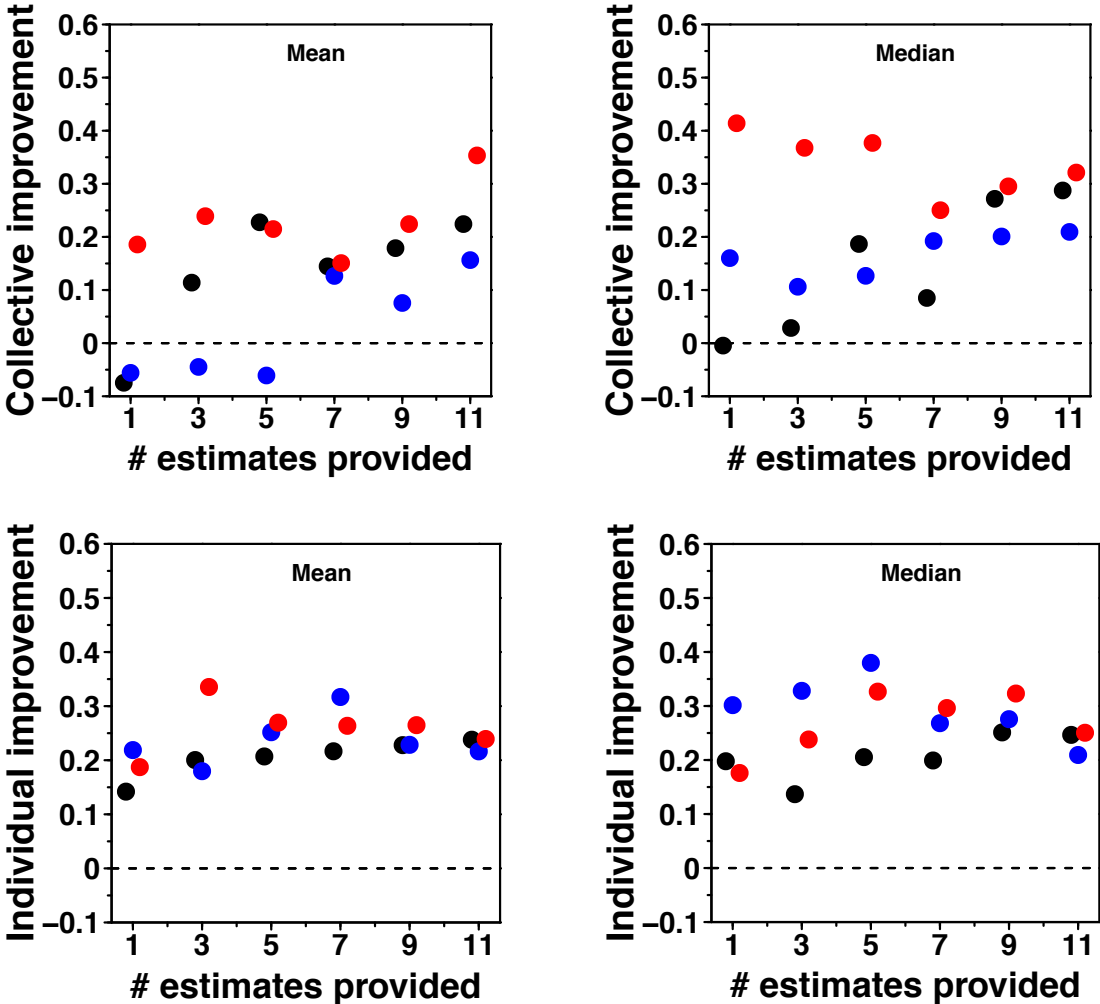 Collective improvement
Mean
0.6
0.5
0.4
0.3
0.2
0.1
0
−0.1
1 3 5 7 9 11
# estimates provided
Collective improvement
Median
0.6
0.5
0.4
0.3
0.2
0.1
0
−0.1
1 3 5 7 9 11
# estimates provided
Individual improvement
Mean
0.6
0.5
0.4
0.3
0.2
0.1
0
−0.1
1 3 5 7 9 11
# estimates provided
Individual improvement
Median
0.6
0.5
0.4
0.3
0.2
0.1
0
−0.1
1 3 5 7 9 11
# estimates provided